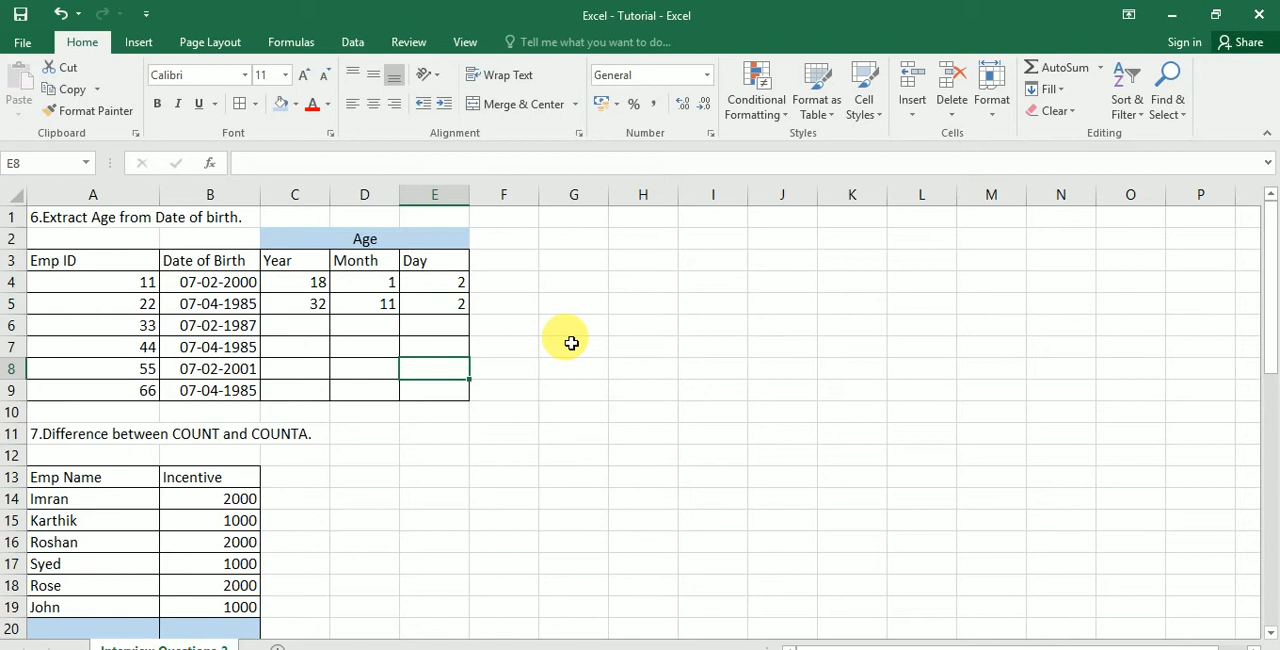 Excel - Tutorial - Excel
File Home Insert Page Layout Formulas Data Review View Tell me what you want to do... Sign in Share
Paste Cut Copy Format Painter Clipboard
Calibri 11 A A B I U A Font
Wrap Text Merge & Center Alignment
General % , Number
Conditional Formatting Format as Table Cell Styles Styles
Insert Delete Format Cells
AutoSum Fill Clear Sort & Filter Find & Select Editing
E8 fx
A B C D E F G H I J K L M N O P
1 6.Extract Age from Date of birth.
2 Age
3 Emp ID Date of Birth Year Month Day
4 11 07-02-2000 18 1 2
5 22 07-04-1985 32 11 2
6 33 07-02-1987
7 44 07-04-1985
8 55 07-02-2001
9 66 07-04-1985
10
11 7.Difference between COUNT and COUNTA.
12
13 Emp Name Incentive
14 Imran 2000
15 Karthik 1000
16 Roshan 2000
17 Syed 1000
18 Rose 2000
19 John 1000
20
Interview Questions